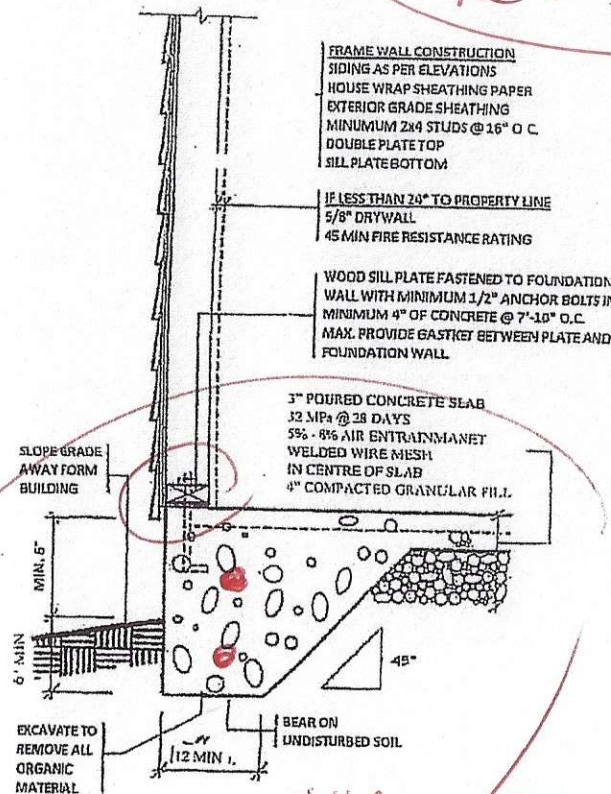 FRAME WALL CONSTRUCTION
SIDING AS PER ELEVATIONS
HOUSE WRAP SHEATHING PAPER
EXTERIOR GRADE SHEATHING
MINUMUM 2x4 STUDS @ 16" O C.
DOUBLE PLATE TOP
SILL PLATE BOTTOM
IF LESS THAN 24" TO PROPERTY LINE
5/8" DRYWALL
45 MIN FIRE RESISTANCE RATING
WOOD SILL PLATE FASTENED TO FOUNDATION
WALL WITH MINIMUM 1/2" ANCHOR BOLTS IN
MINIMUM 4" OF CONCRETE @ 7'-10" O.C.
MAX. PROVIDE GASTKET BETWEEN PLATE AND
FOUNDATION WALL
3" POURED CONCRETE SLAB
32 MPa @ 28 DAYS
5% - 8% AIR ENTRAINMANET
WELDED WIRE MESH
IN CENTRE OF SLAB
4" COMPACTED GRANULAR FILL
SLOPE GRADE
AWAY FORM
BUILDING
MIN. 6"
6' MIN
45°
EXCAVATE TO
REMOVE ALL
ORGANIC
MATERIAL
12 MIN
BEAR ON
UNDISTURBED SOIL